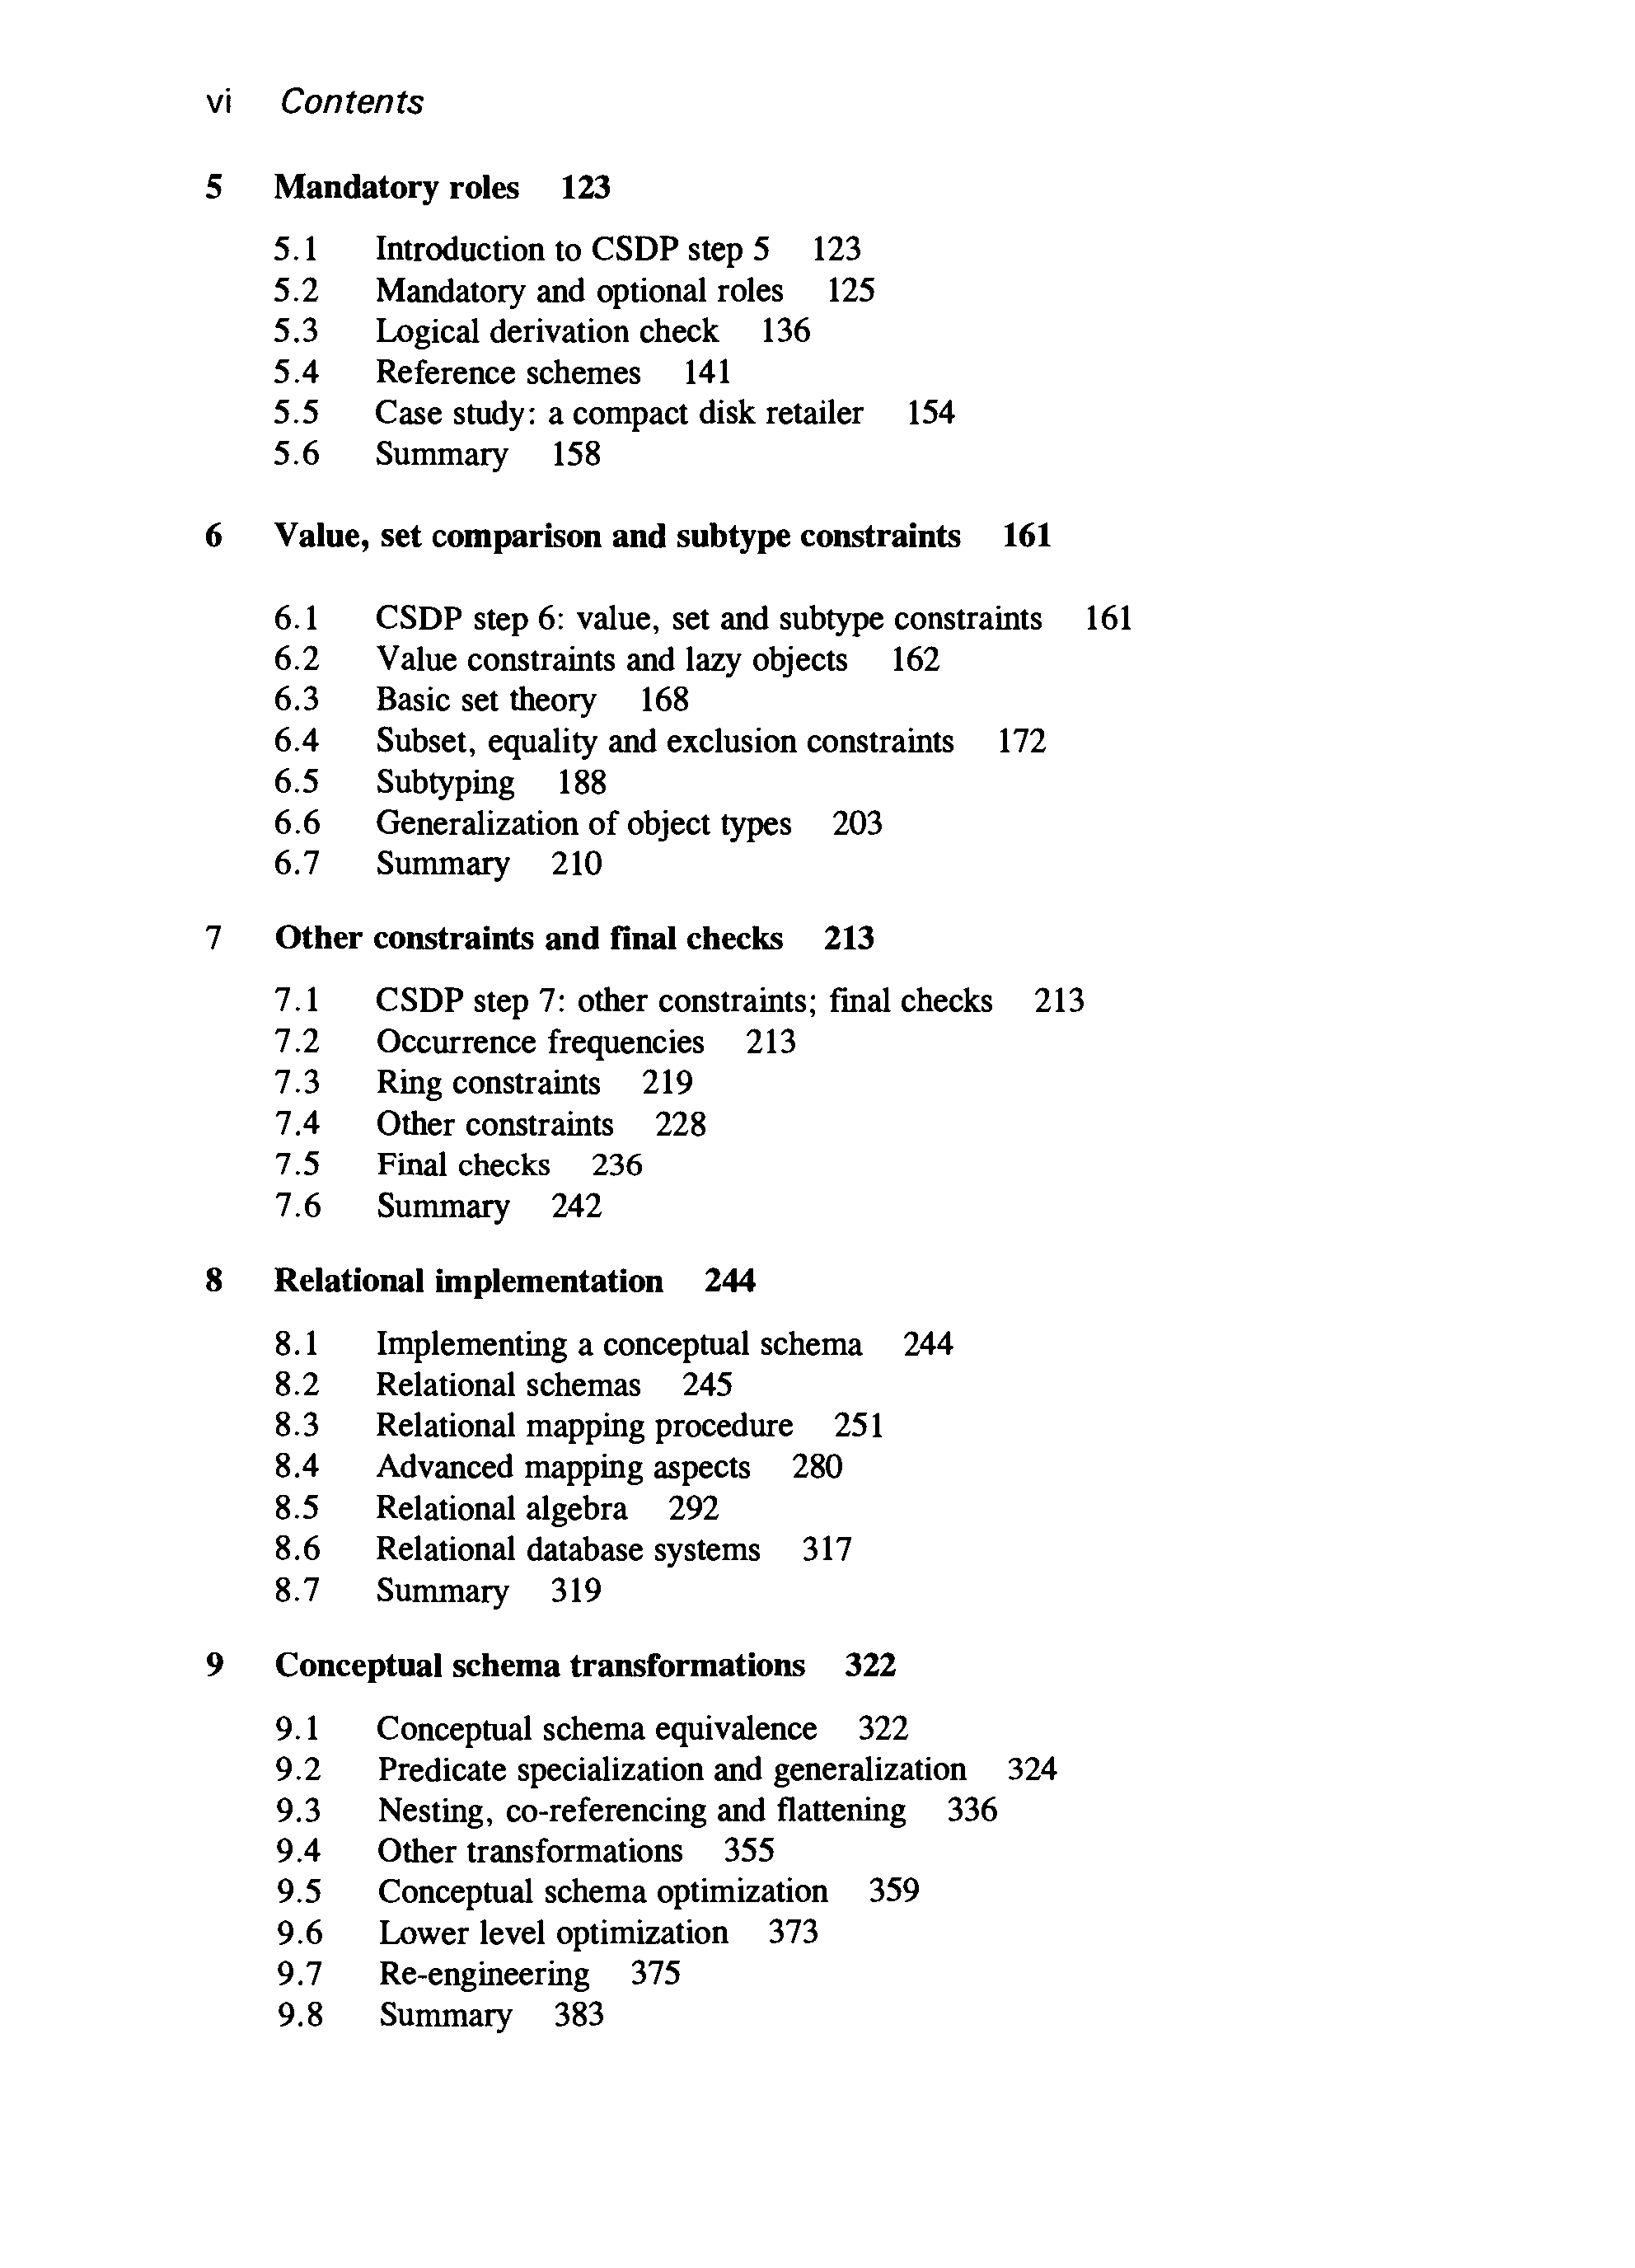 vi Contents
5 Mandatory roles 123
5.1 Introduction to CSDP step 5 123
5.2 Mandatory and optional roles 125
5.3 Logical derivation check 136
5.4 Reference schemes 141
5.5 Case study: a compact disk retailer 154
5.6 Summary 158
6 Value, set comparison and subtype constraints 161
6.1 CSDP step 6: value, set and subtype constraints 161
6.2 Value constraints and lazy objects 162
6.3 Basic set theory 168
6.4 Subset, equality and exclusion constraints 172
6.5 Subtyping 188
6.6 Generalization of object types 203
6.7 Summary 210
7 Other constraints and final checks 213
7.1 CSDP step 7: other constraints; final checks 213
7.2 Occurrence frequencies 213
7.3 Ring constraints 219
7.4 Other constraints 228
7.5 Final checks 236
7.6 Summary 242
8 Relational implementation 244
8.1 Implementing a conceptual schema 244
8.2 Relational schemas 245
8.3 Relational mapping procedure 251
8.4 Advanced mapping aspects 280
8.5 Relational algebra 292
8.6 Relational database systems 317
8.7 Summary 319
9 Conceptual schema transformations 322
9.1 Conceptual schema equivalence 322
9.2 Predicate specialization and generalization 324
9.3 Nesting, co-referencing and flattening 336
9.4 Other transformations 355
9.5 Conceptual schema optimization 359
9.6 Lower level optimization 373
9.7 Re-engineering 375
9.8 Summary 383